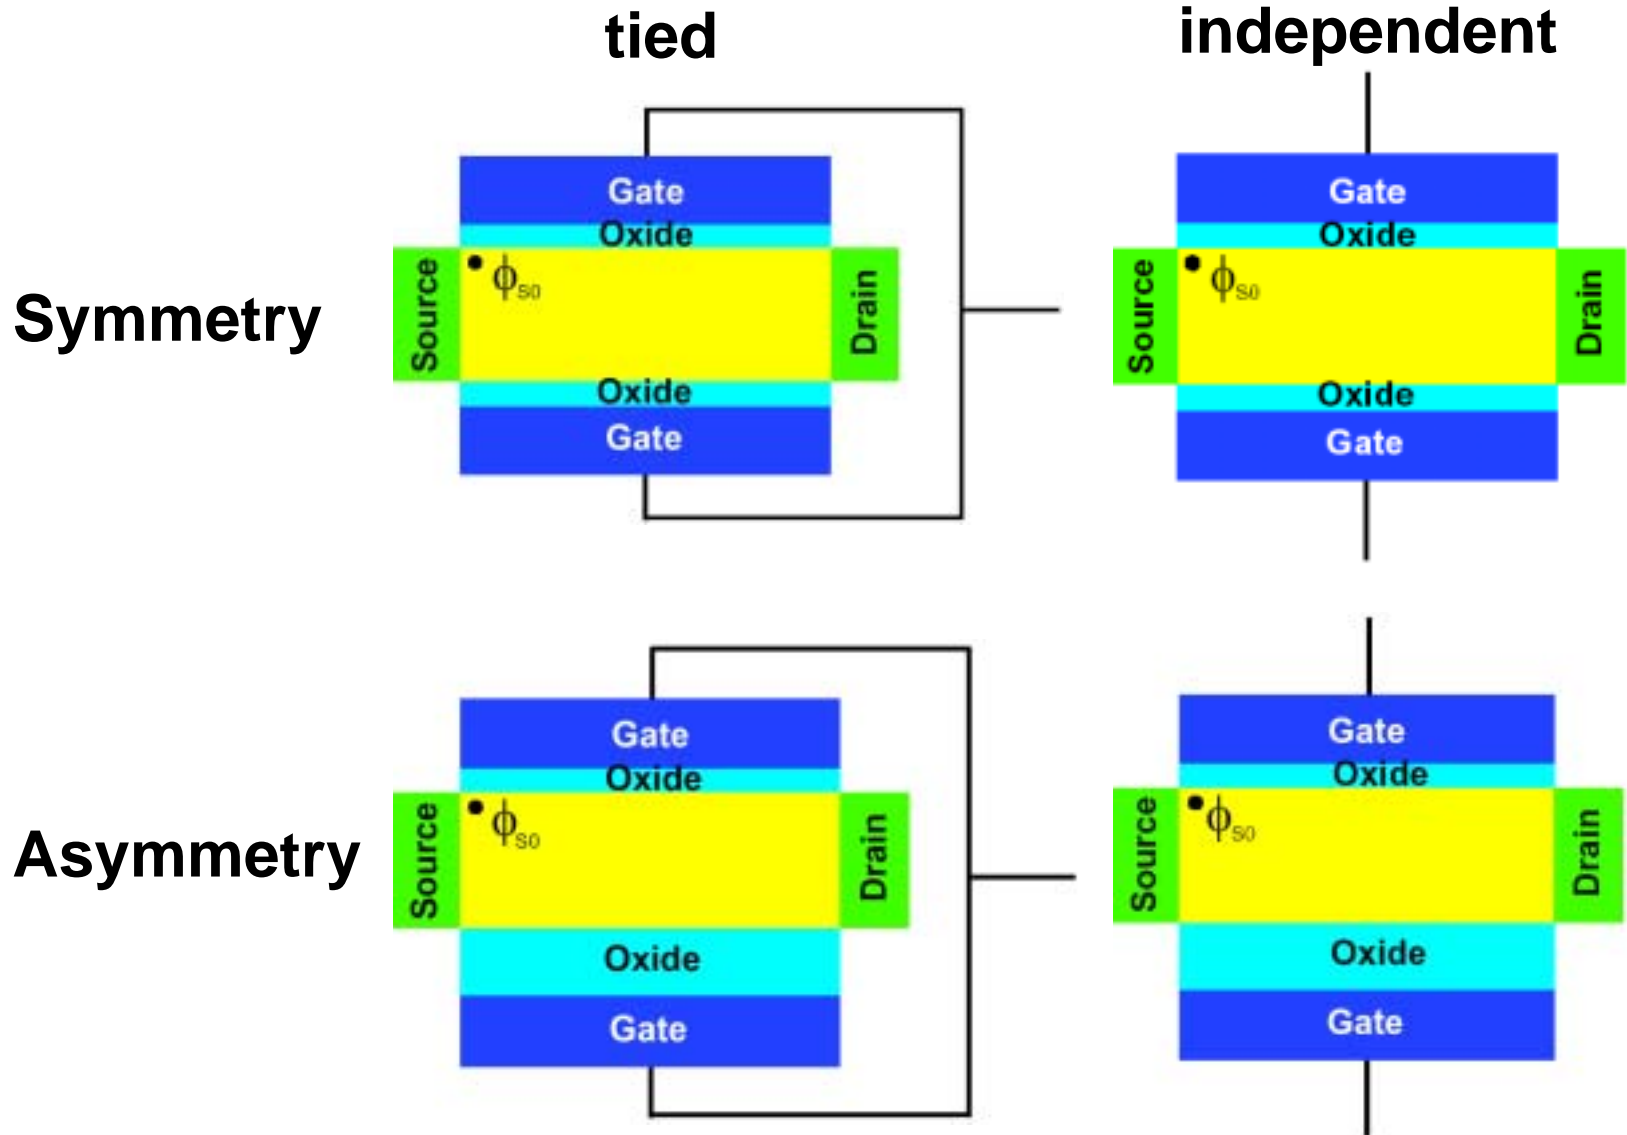 tied
independent
Gate
Oxide
ϕS0
Source
Drain
Oxide
Gate
Gate
Oxide
ϕS0
Source
Drain
Oxide
Gate
Symmetry
Gate
Oxide
ϕS0
Source
Drain
Oxide
Gate
Gate
Oxide
ϕS0
Source
Drain
Oxide
Gate
Asymmetry